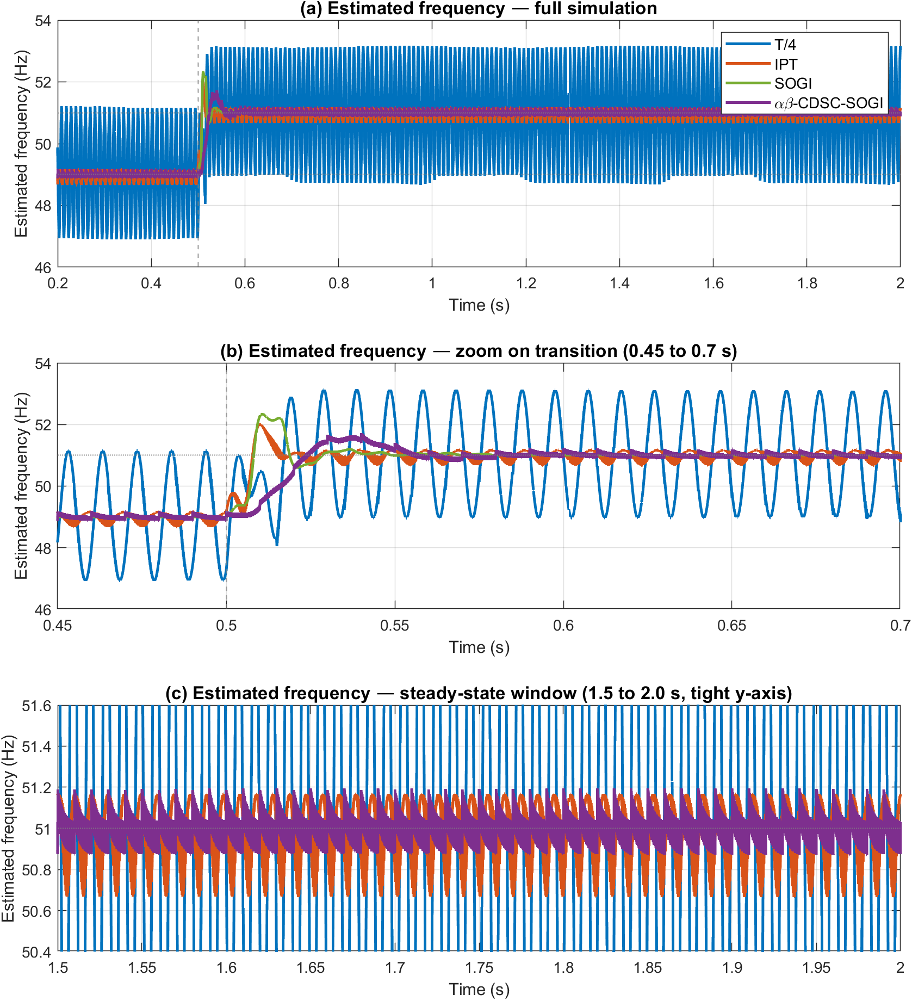 (a) Estimated frequency — full simulation
Estimated frequency (Hz)
54
52
50
48
46
T/4
IPT
SOGI
αβ-CDSC-SOGI
0.2 0.4 0.6 0.8 1 1.2 1.4 1.6 1.8 2
Time (s)
(b) Estimated frequency — zoom on transition (0.45 to 0.7 s)
Estimated frequency (Hz)
54
52
50
48
46
0.45 0.5 0.55 0.6 0.65 0.7
Time (s)
(c) Estimated frequency — steady-state window (1.5 to 2.0 s, tight y-axis)
Estimated frequency (Hz)
51.6
51.4
51.2
51
50.8
50.6
50.4
1.5 1.55 1.6 1.65 1.7 1.75 1.8 1.85 1.9 1.95 2
Time (s)